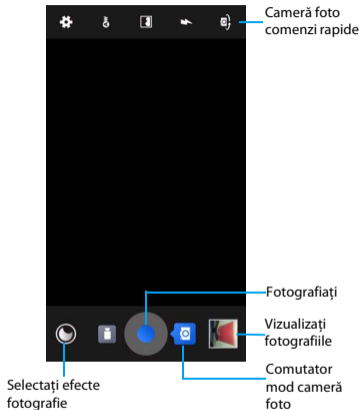 Cameră foto
comenzi rapide
Fotografiați
Vizualizați
fotografiile
Comutator
mod cameră
foto
Selectați efecte
fotografie